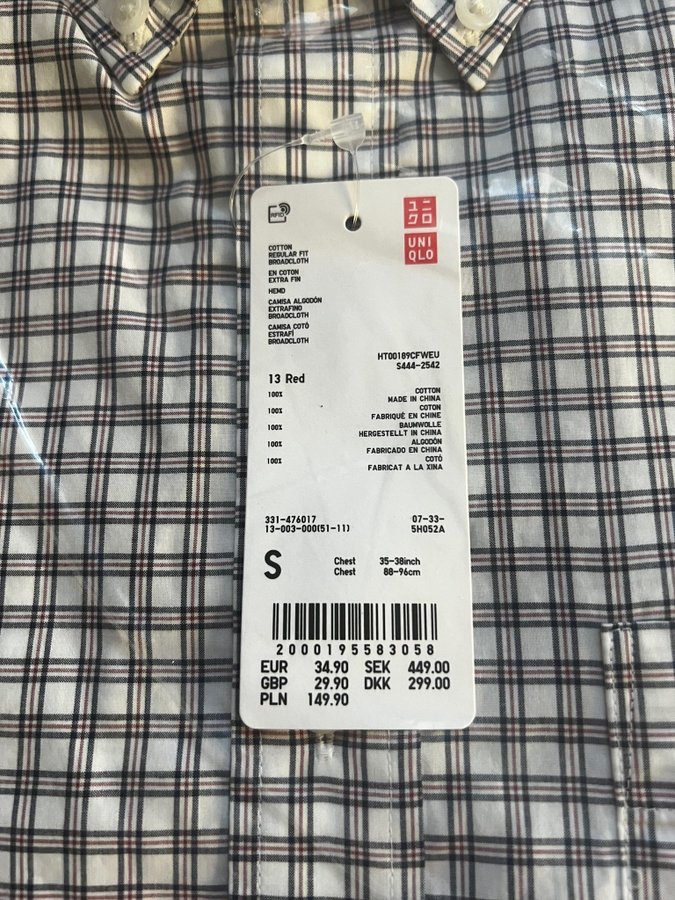 RFID
ユニ
クロ
UNI
QLO
COTTON
REGULAR FIT
BROADCLOTH
EN COTON
EXTRA FIN
HEMD
CAMISA ALGODÓN
EXTRAFINO
BROADCLOTH
CAMISA COTÓ
ESTRAFÍ
BROADCLOTH
HT00189CFWEU
S444-2542
13 Red
100% COTTON
MADE IN CHINA
100% COTON
FABRIQUÉ EN CHINE
100% BAUMWOLLE
HERGESTELLT IN CHINA
100% ALGODÓN
FABRICADO EN CHINA
100% COTÓ
FABRICAT A LA XINA
331-476017 07-33-
13-003-000(51-11) 5H052A
S Chest 35-38inch
Chest 88-96cm
2000195583058
EUR 34.90 SEK 449.00
GBP 29.90 DKK 299.00
PLN 149.90